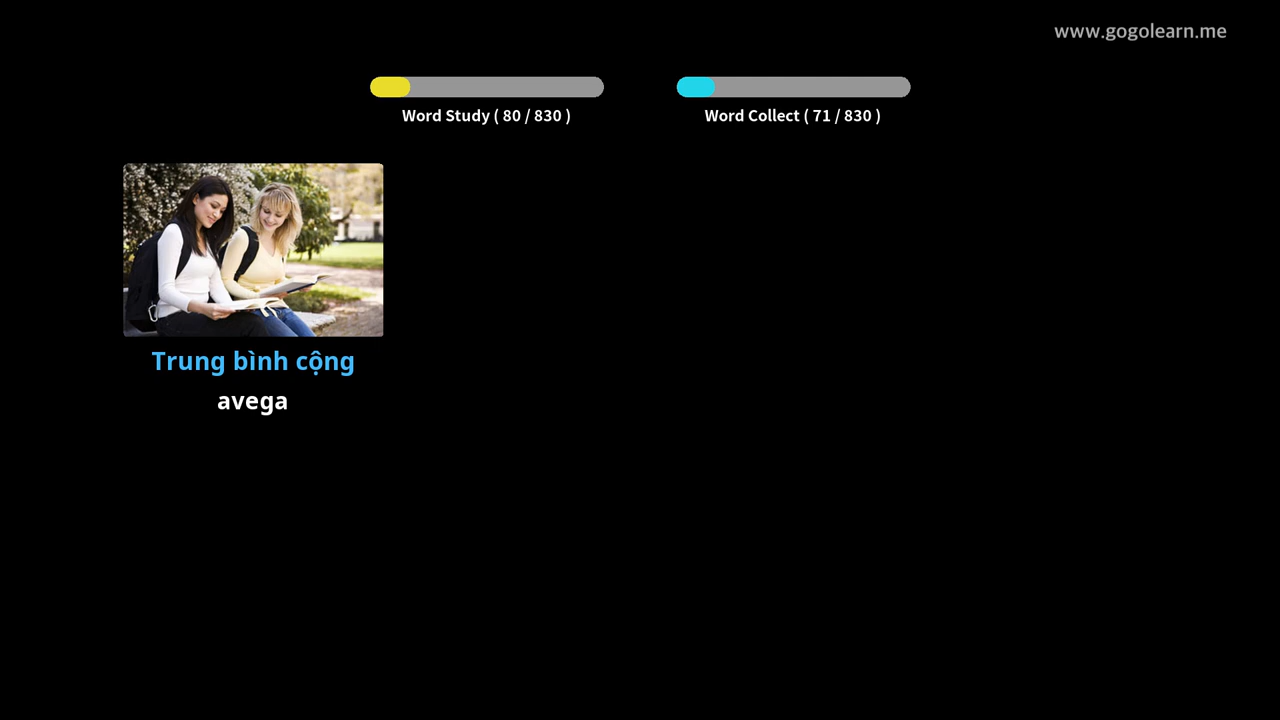 www.gogolearn.me
Word Study ( 80 / 830 )
Word Collect ( 71 / 830 )
Trung bình cộng
avega